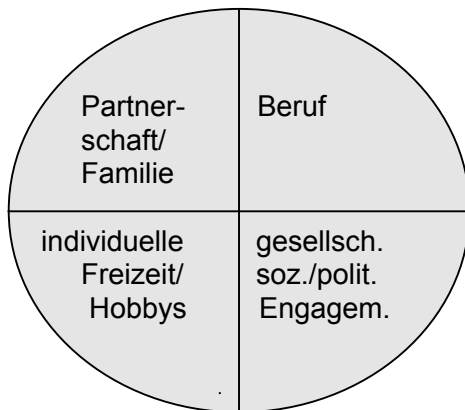 Partner-
schaft/
Familie
Beruf
individuelle
Freizeit/
Hobbys
gesellsch.
soz./polit.
Engagem.
.